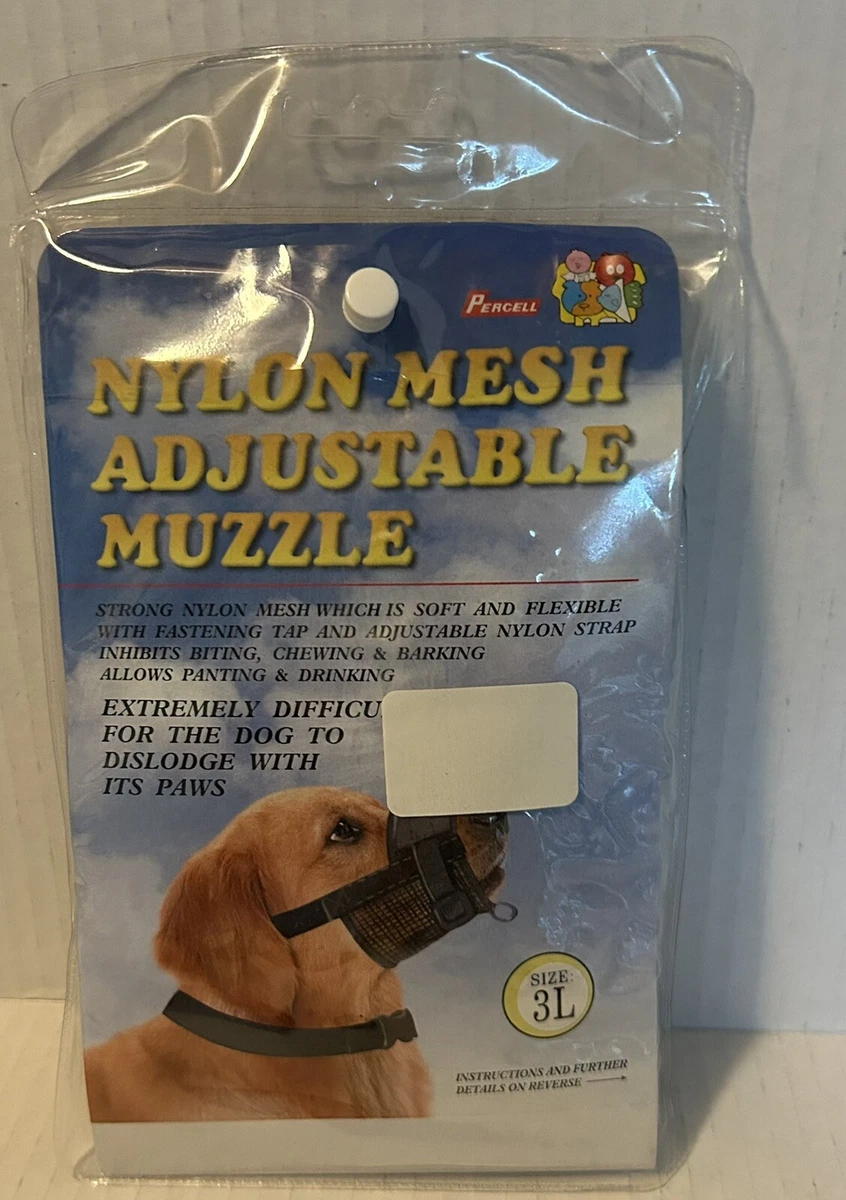 PERCELL
NYLON MESH
ADJUSTABLE
MUZZLE
STRONG NYLON MESH WHICH IS SOFT AND FLEXIBLE
WITH FASTENING TAP AND ADJUSTABLE NYLON STRAP
INHIBITS BITING, CHEWING & BARKING
ALLOWS PANTING & DRINKING
EXTREMELY DIFFICU
FOR THE DOG TO
DISLODGE WITH
ITS PAWS
SIZE:
3L
INSTRUCTIONS AND FURTHER
DETAILS ON REVERSE